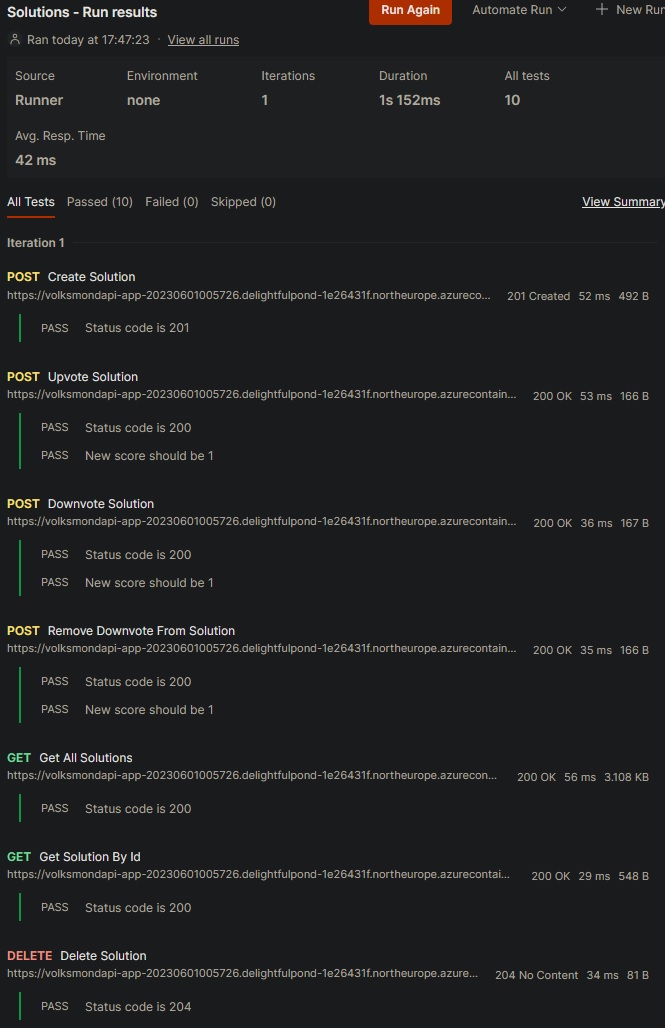 Solutions - Run results
Run Again
Automate Run
New Run
Ran today at 17:47:23 · View all runs
Source Environment Iterations Duration All tests
Runner none 1 1s 152ms 10
Avg. Resp. Time
42 ms
All Tests Passed (10) Failed (0) Skipped (0) View Summary
Iteration 1
POST Create Solution
https://volksmondapi-app-20230601005726.delightfulpond-1e26431f.northeurope.azureco... 201 Created 52 ms 492 B
PASS Status code is 201
POST Upvote Solution
https://volksmondapi-app-20230601005726.delightfulpond-1e26431f.northeurope.azurecontain... 200 OK 53 ms 166 B
PASS Status code is 200
PASS New score should be 1
POST Downvote Solution
https://volksmondapi-app-20230601005726.delightfulpond-1e26431f.northeurope.azurecontain... 200 OK 36 ms 167 B
PASS Status code is 200
PASS New score should be 1
POST Remove Downvote From Solution
https://volksmondapi-app-20230601005726.delightfulpond-1e26431f.northeurope.azurecontain... 200 OK 35 ms 166 B
PASS Status code is 200
PASS New score should be 1
GET Get All Solutions
https://volksmondapi-app-20230601005726.delightfulpond-1e26431f.northeurope.azurecon... 200 OK 56 ms 3.108 KB
PASS Status code is 200
GET Get Solution By Id
https://volksmondapi-app-20230601005726.delightfulpond-1e26431f.northeurope.azurecontai... 200 OK 29 ms 548 B
PASS Status code is 200
DELETE Delete Solution
https://volksmondapi-app-20230601005726.delightfulpond-1e26431f.northeurope.azure... 204 No Content 34 ms 81 B
PASS Status code is 204